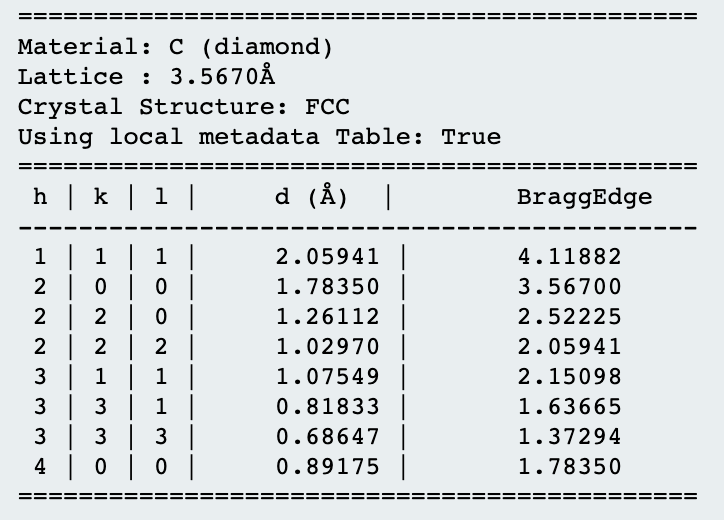 =============================================
Material: C (diamond)
Lattice : 3.5670Å
Crystal Structure: FCC
Using local metadata Table: True
=============================================
h | k | l | d (Å) | BraggEdge
---------------------------------------------
1 | 1 | 1 | 2.05941 | 4.11882
2 | 0 | 0 | 1.78350 | 3.56700
2 | 2 | 0 | 1.26112 | 2.52225
2 | 2 | 2 | 1.02970 | 2.05941
3 | 1 | 1 | 1.07549 | 2.15098
3 | 3 | 1 | 0.81833 | 1.63665
3 | 3 | 3 | 0.68647 | 1.37294
4 | 0 | 0 | 0.89175 | 1.78350
=============================================